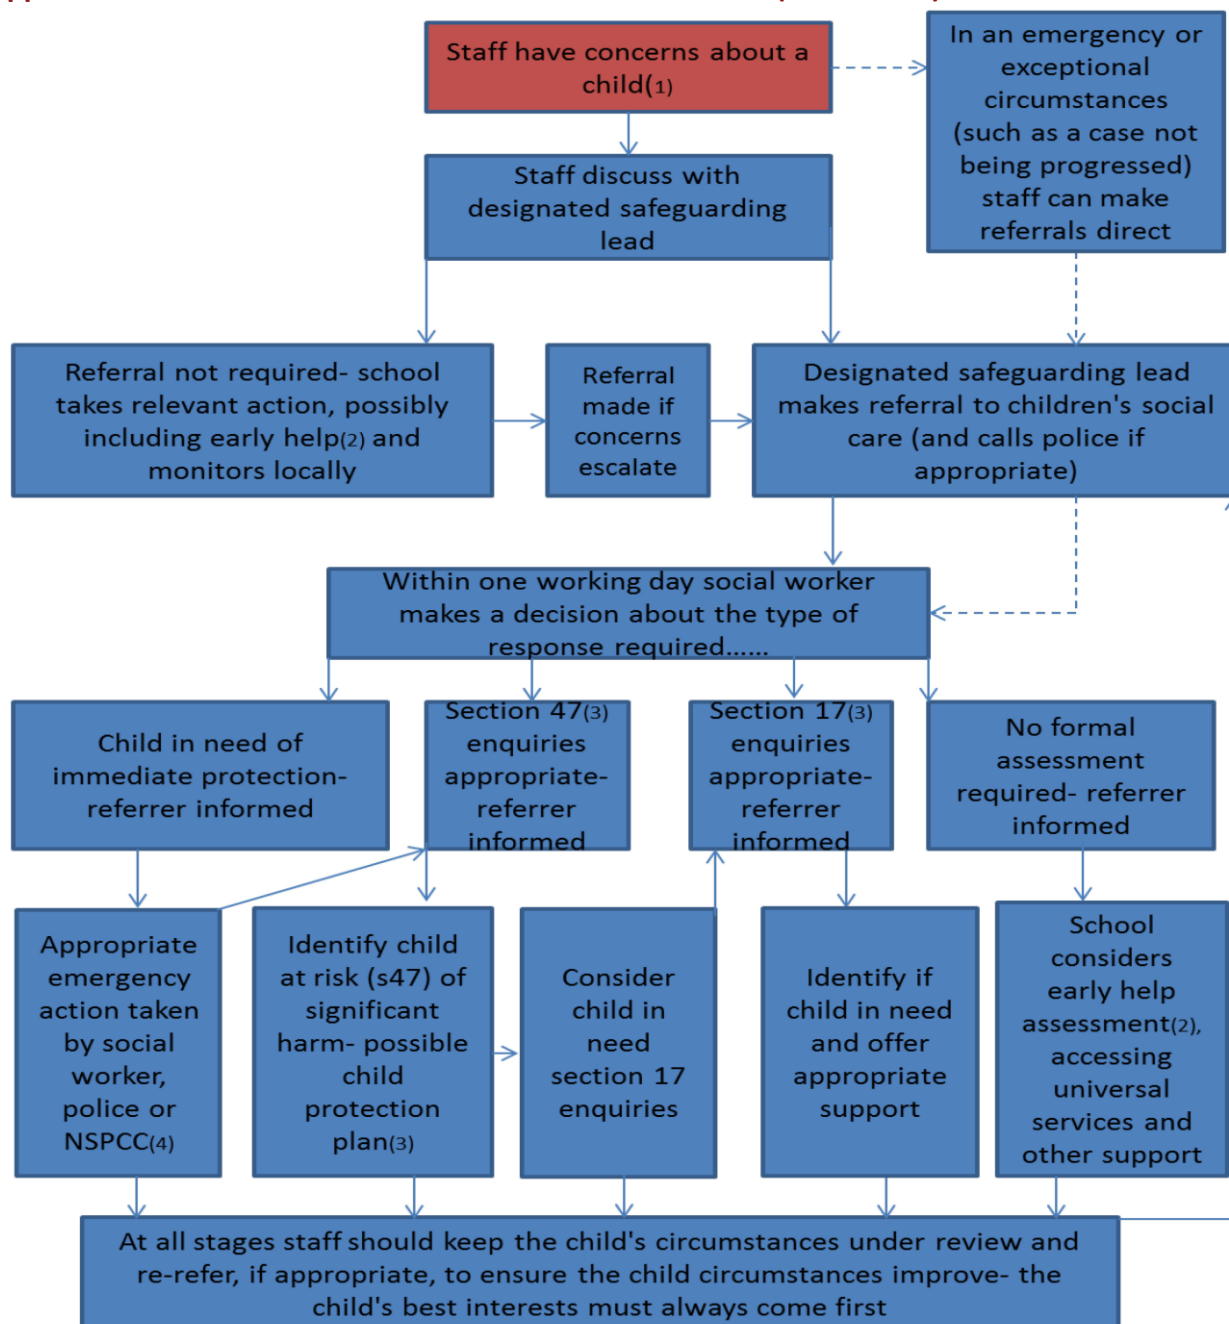 Staff have concerns about a
child(1)
In an emergency or
exceptional
circumstances
(such as a case not
being progressed)
staff can make
referrals direct
Staff discuss with
designated safeguarding
lead
Referral not required- school
takes relevant action, possibly
including early help(2) and
monitors locally
Referral
made if
concerns
escalate
Designated safeguarding lead
makes referral to children's social
care (and calls police if
appropriate)
Within one working day social worker
makes a decision about the type of
response required......
Child in need of
immediate protection-
referrer informed
Section 47(3)
enquiries
appropriate-
referrer
informed
Section 17(3)
enquiries
appropriate-
referrer
informed
No formal
assessment
required- referrer
informed
Appropriate
emergency
action taken
by social
worker,
police or
NSPCC(4)
Identify child
at risk (s47) of
significant
harm- possible
child
protection
plan(3)
Consider
child in
need
section 17
enquiries
Identify if
child in need
and offer
appropriate
support
School
considers
early help
assessment(2),
accessing
universal
services and
other support
At all stages staff should keep the child's circumstances under review and
re-refer, if appropriate, to ensure the child circumstances improve- the
child's best interests must always come first